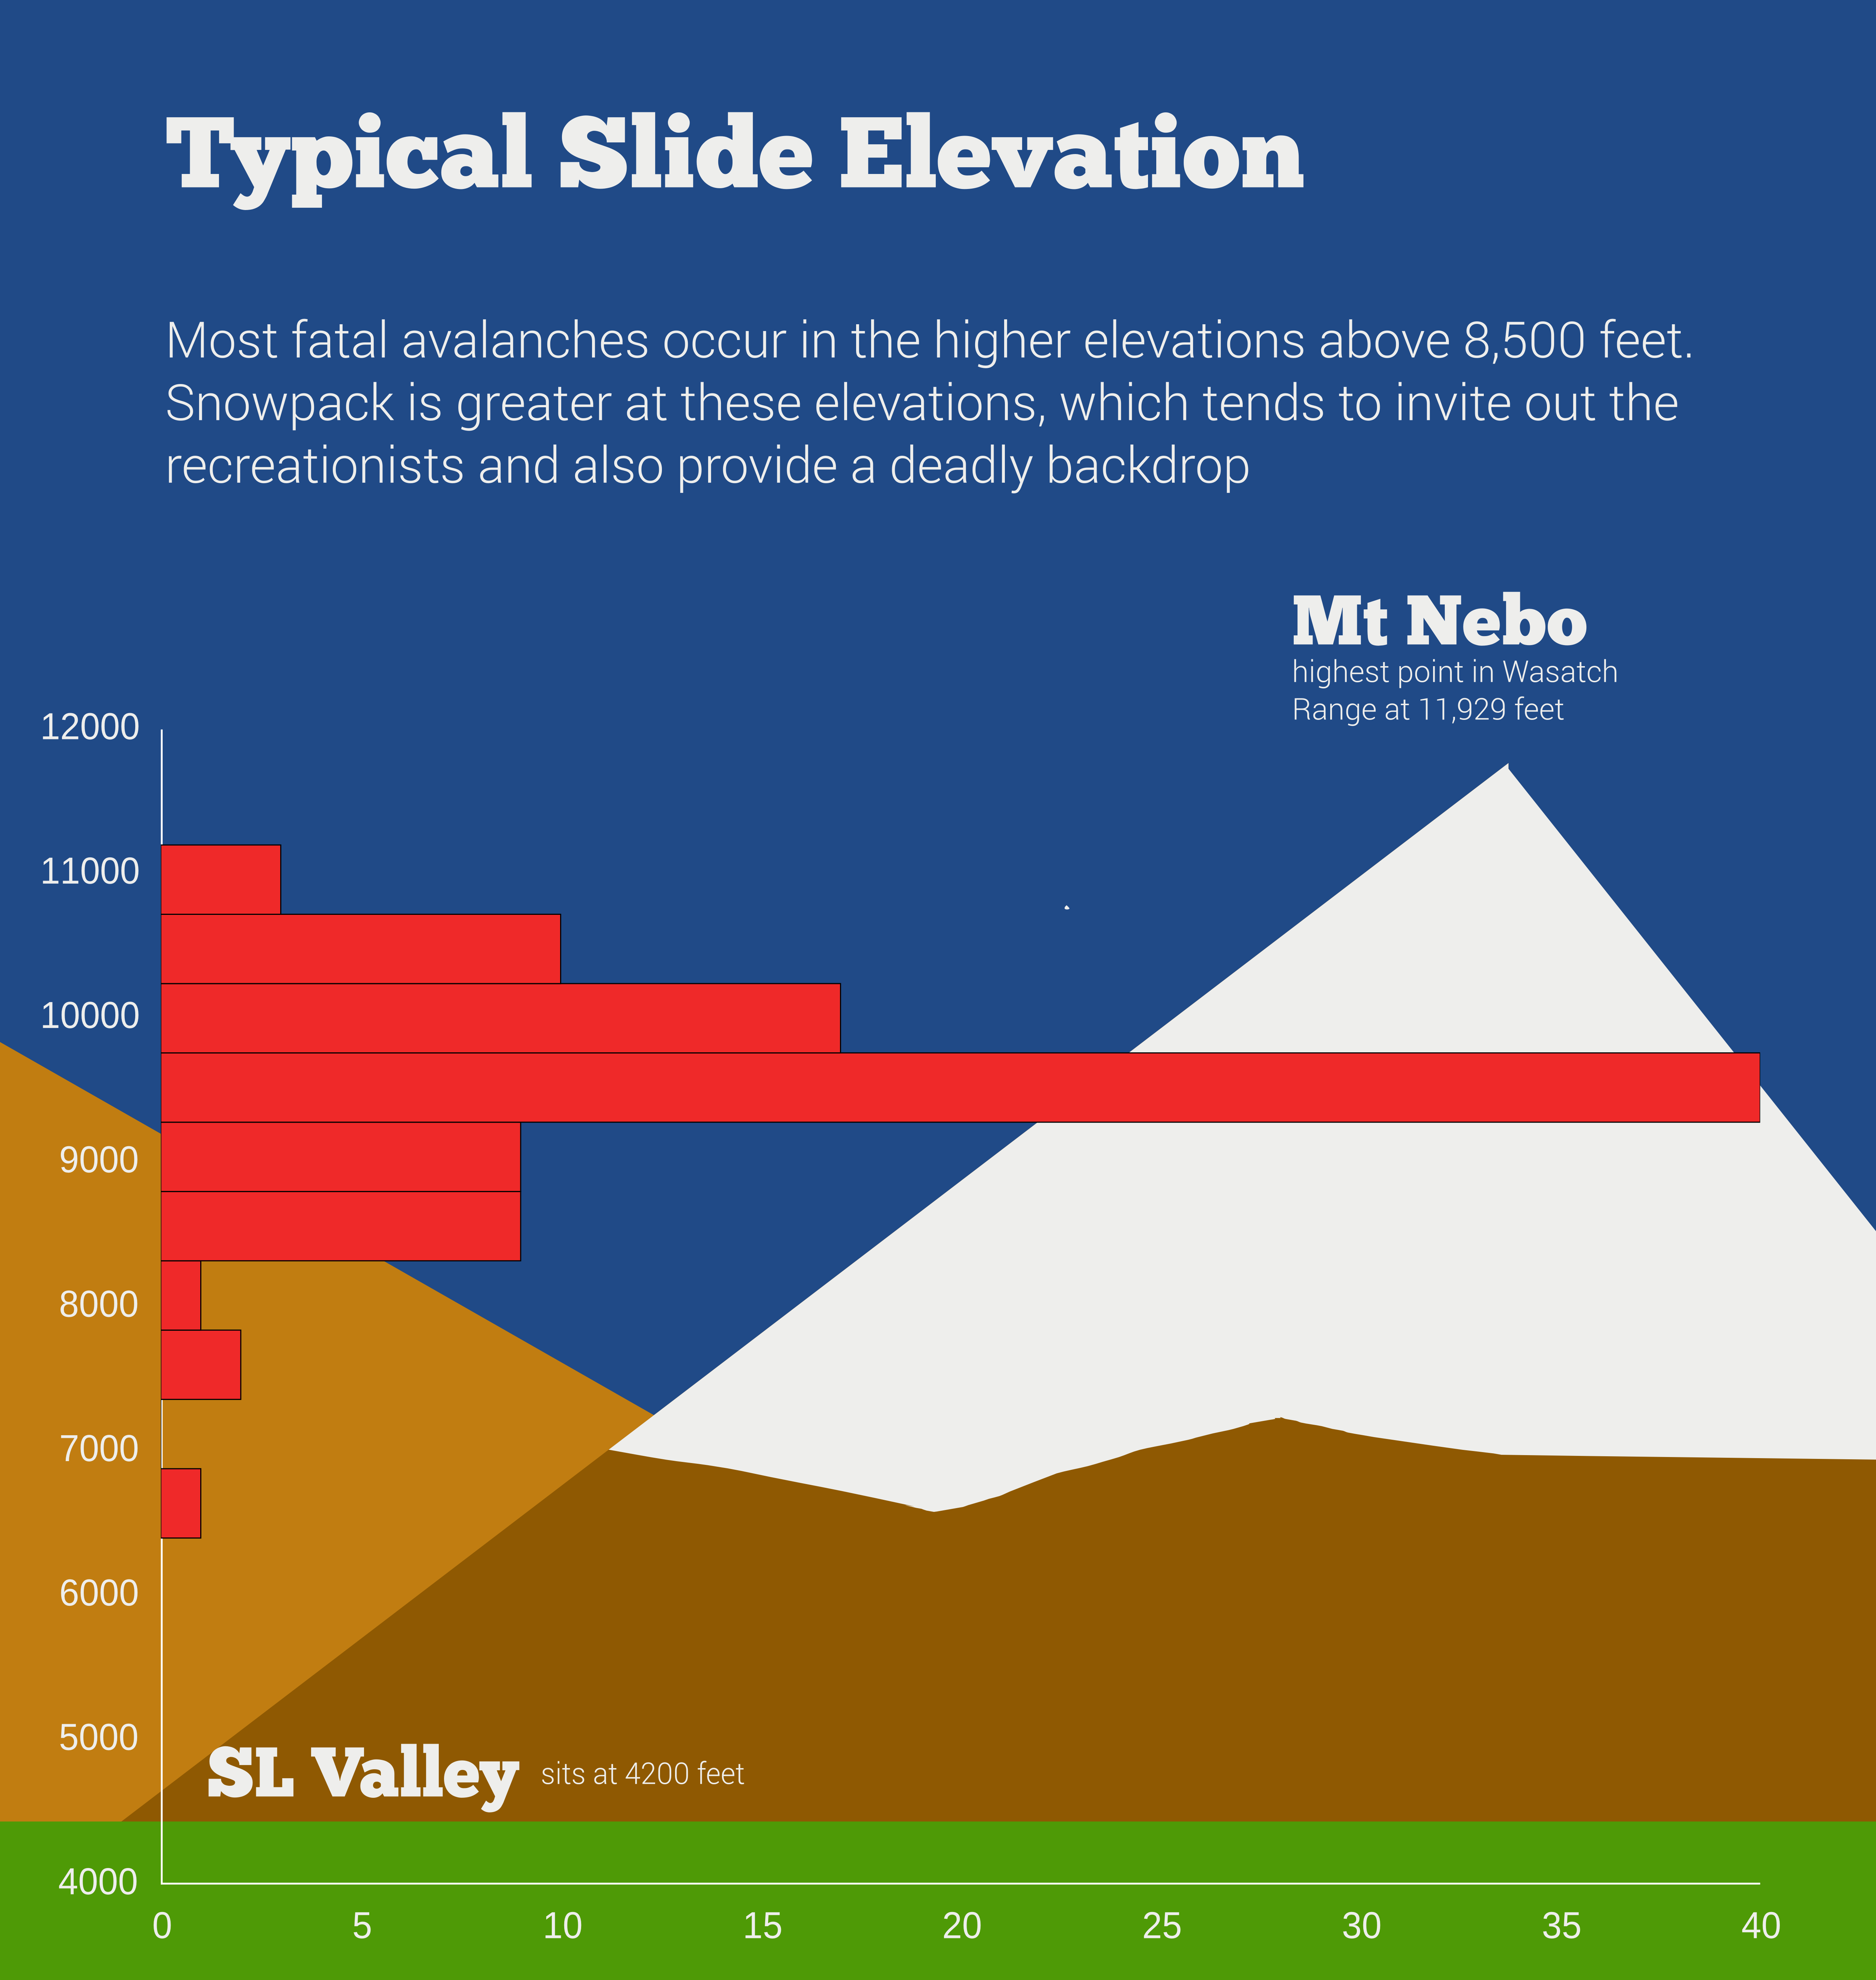 Typical Slide Elevation
Most fatal avalanches occur in the higher elevations above 8,500 feet.
Snowpack is greater at these elevations, which tends to invite out the
recreationists and also provide a deadly backdrop
Mt Nebo
highest point in Wasatch
Range at 11,929 feet
12000
11000
10000
9000
8000
7000
6000
5000
SL Valley sits at 4200 feet
4000
0 5 10 15 20 25 30 35 40